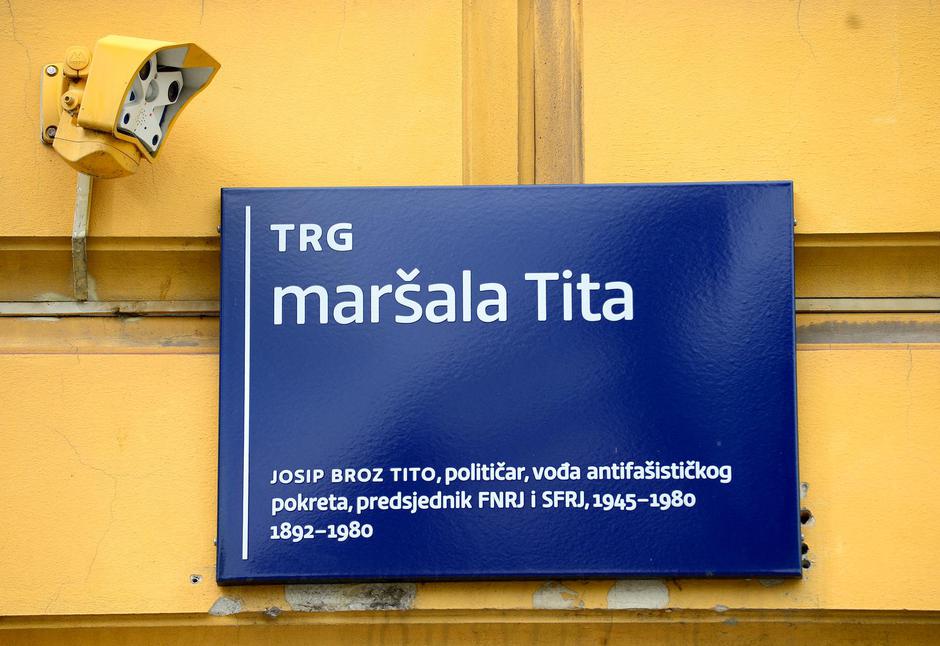 TRG
maršala Tita
JOSIP BROZ TITO, političar, vođa antifašističkog
pokreta, predsjednik FNRJ i SFRJ, 1945–1980
1892–1980